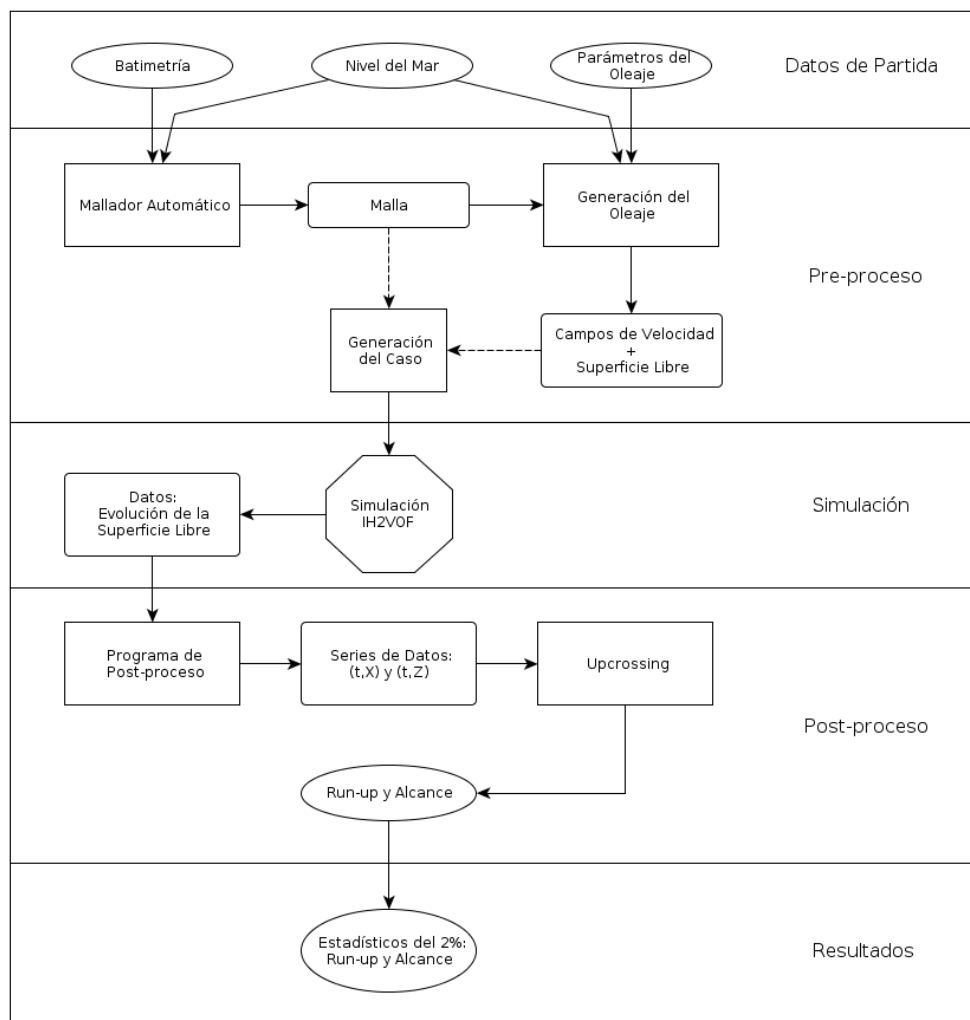 Batimetría
Nivel del Mar
Parámetros del
Oleaje
Datos de Partida
Mallador Automático
Malla
Generación del
Oleaje
Pre-proceso
Generación
del Caso
Campos de Velocidad
+
Superficie Libre
Datos:
Evolución de la
Superficie Libre
Simulación
IH2VOF
Simulación
Programa de
Post-proceso
Series de Datos:
(t,X) y (t,Z)
Upcrossing
Post-proceso
Run-up y Alcance
Estadísticos del 2%:
Run-up y Alcance
Resultados